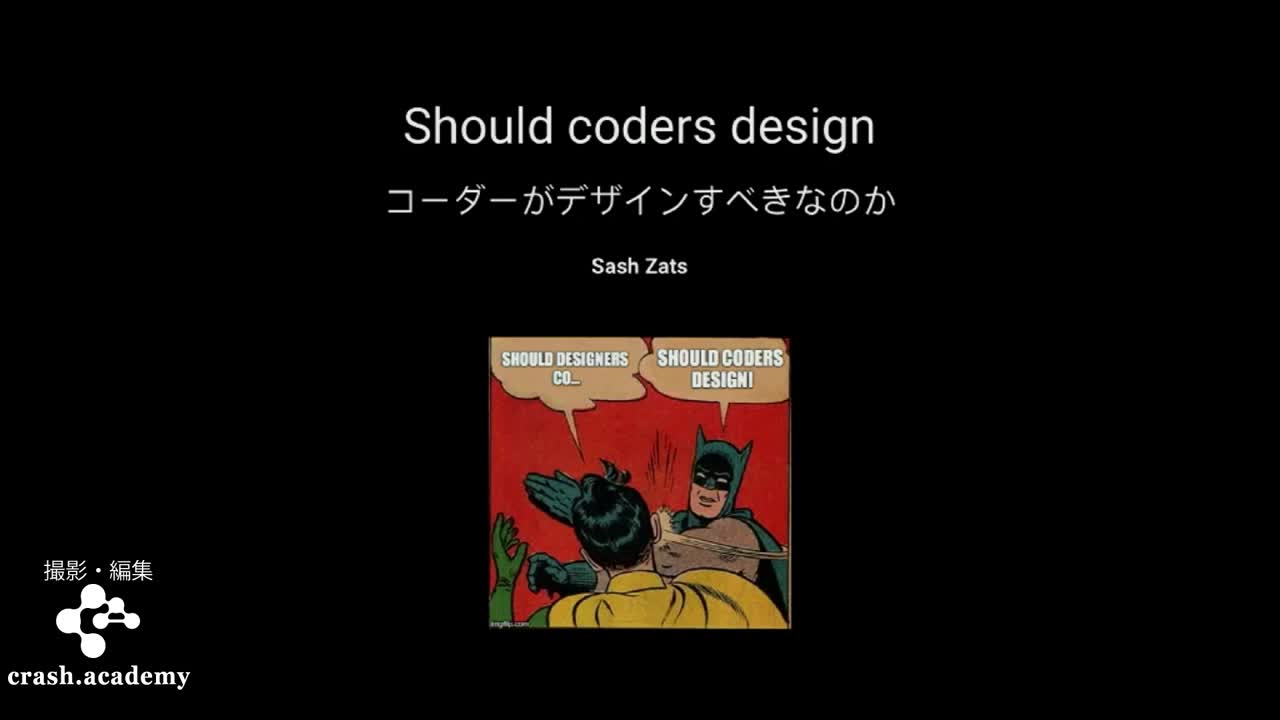 Should coders design
コーダーがデザインすべきなのか
Sash Zats
SHOULD DESIGNERS
CO...
SHOULD CODERS
DESIGN!
imgflip.com
撮影・編集
crash.academy